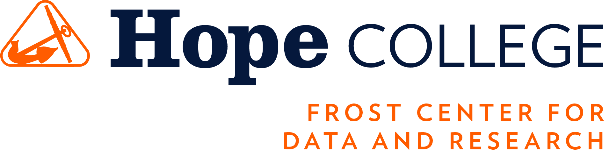 Hope COLLEGE
FROST CENTER FOR
DATA AND RESEARCH